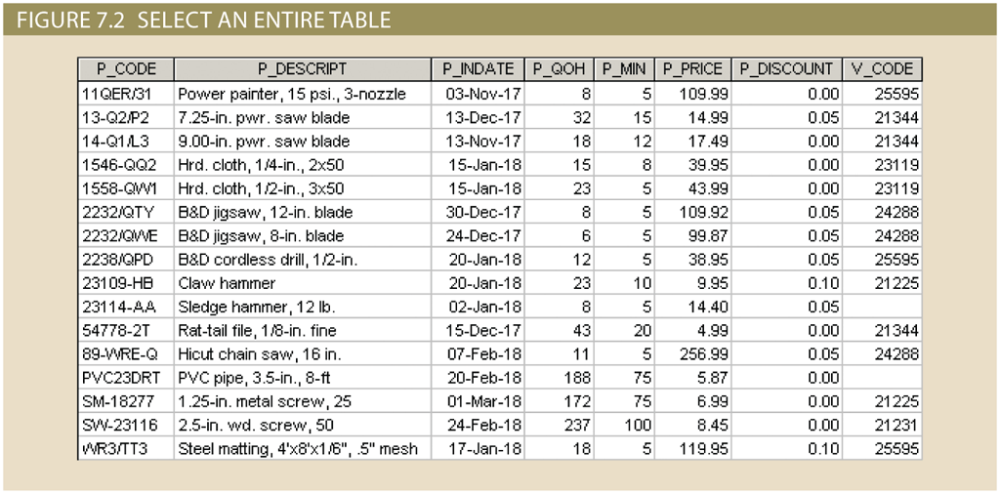 FIGURE 7.2 SELECT AN ENTIRE TABLE
P_CODE P_DESCRIPT P_INDATE P_QOH P_MIN P_PRICE P_DISCOUNT V_CODE
11QER/31 Power painter, 15 psi., 3-nozzle 03-Nov-17 8 5 109.99 0.00 25595
13-Q2/P2 7.25-in. pwr. saw blade 13-Dec-17 32 15 14.99 0.05 21344
14-Q1/L3 9.00-in. pwr. saw blade 13-Nov-17 18 12 17.49 0.00 21344
1546-QQ2 Hrd. cloth, 1/4-in., 2x50 15-Jan-18 15 8 39.95 0.00 23119
1558-QW1 Hrd. cloth, 1/2-in., 3x50 15-Jan-18 23 5 43.99 0.00 23119
2232/QTY B&D jigsaw, 12-in. blade 30-Dec-17 8 5 109.92 0.05 24288
2232/QWE B&D jigsaw, 8-in. blade 24-Dec-17 6 5 99.87 0.05 24288
2238/QPD B&D cordless drill, 1/2-in. 20-Jan-18 12 5 38.95 0.05 25595
23109-HB Claw hammer 20-Jan-18 23 10 9.95 0.10 21225
23114-AA Sledge hammer, 12 lb. 02-Jan-18 8 5 14.40 0.05
54778-2T Rat-tail file, 1/8-in. fine 15-Dec-17 43 20 4.99 0.00 21344
89-WRE-Q Hicut chain saw, 16 in. 07-Feb-18 11 5 256.99 0.05 24288
PVC23DRT PVC pipe, 3.5-in., 8-ft 20-Feb-18 188 75 5.87 0.00
SM-18277 1.25-in. metal screw, 25 01-Mar-18 172 75 6.99 0.00 21225
SW-23116 2.5-in. wd. screw, 50 24-Feb-18 237 100 8.45 0.00 21231
WR3/TT3 Steel matting, 4'x8'x1/6", .5" mesh 17-Jan-18 18 5 119.95 0.10 25595